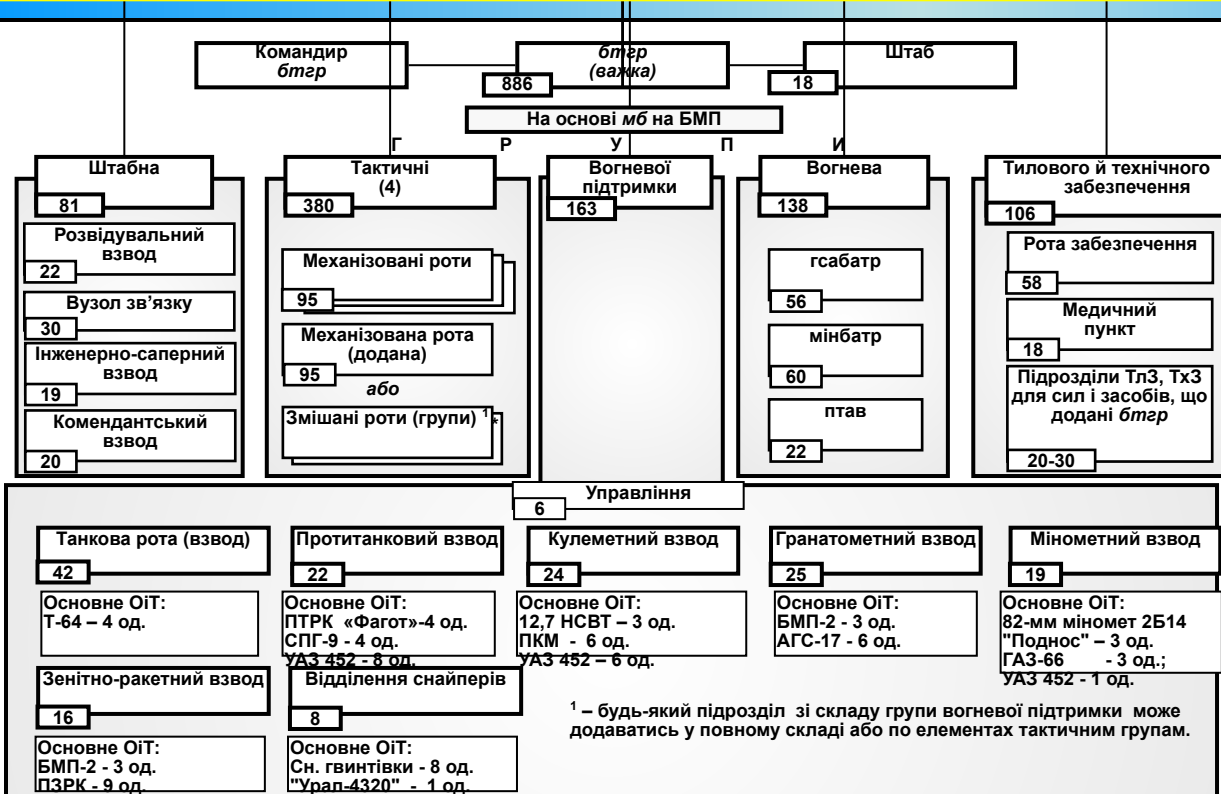 Командир
бтгр
бтгр
(важка)
886
Штаб
18
На основі мб на БМП
Г Р У П И
Штабна
81
Розвідувальний
взвод
22
Вузол зв’язку
30
Інженерно-саперний
взвод
19
Комендантський
взвод
20
Тактичні
(4)
380
Механізовані роти
95
Механізована рота
(додана)
95
або
Змішані роти (групи) 1 *
Вогневої
підтримки
163
Вогнева
138
гсабатр
56
мінбатр
60
птав
22
Тилового й технічного
забезпечення
106
Рота забезпечення
58
Медичний
пункт
18
Підрозділи ТлЗ, ТхЗ
для сил і засобів, що
додані бтгр
20-30
Управління
6
Танкова рота (взвод)
42
Основне ОіТ:
Т-64 – 4 од.
Протитанковий взвод
22
Основне ОіТ:
ПТРК «Фагот»-4 од.
СПГ-9 - 4 од.
УАЗ 452 - 8 од.
Кулеметний взвод
24
Основне ОіТ:
12,7 НСВТ – 3 од.
ПКМ - 6 од.
УАЗ 452 – 6 од.
Гранатометний взвод
25
Основне ОіТ:
БМП-2 - 3 од.
АГС-17 - 6 од.
Мінометний взвод
19
Основне ОіТ:
82-мм міномет 2Б14
"Поднос" – 3 од.
ГАЗ-66 - 3 од.;
УАЗ 452 - 1 од.
Зенітно-ракетний взвод
16
Основне ОіТ:
БМП-2 - 3 од.
ПЗРК - 9 од.
Відділення снайперів
8
Основне ОіТ:
Сн. гвинтівки - 8 од.
"Урал-4320" - 1 од.
1 – будь-який підрозділ зі складу групи вогневої підтримки може
додаватись у повному складі або по елементах тактичним групам.